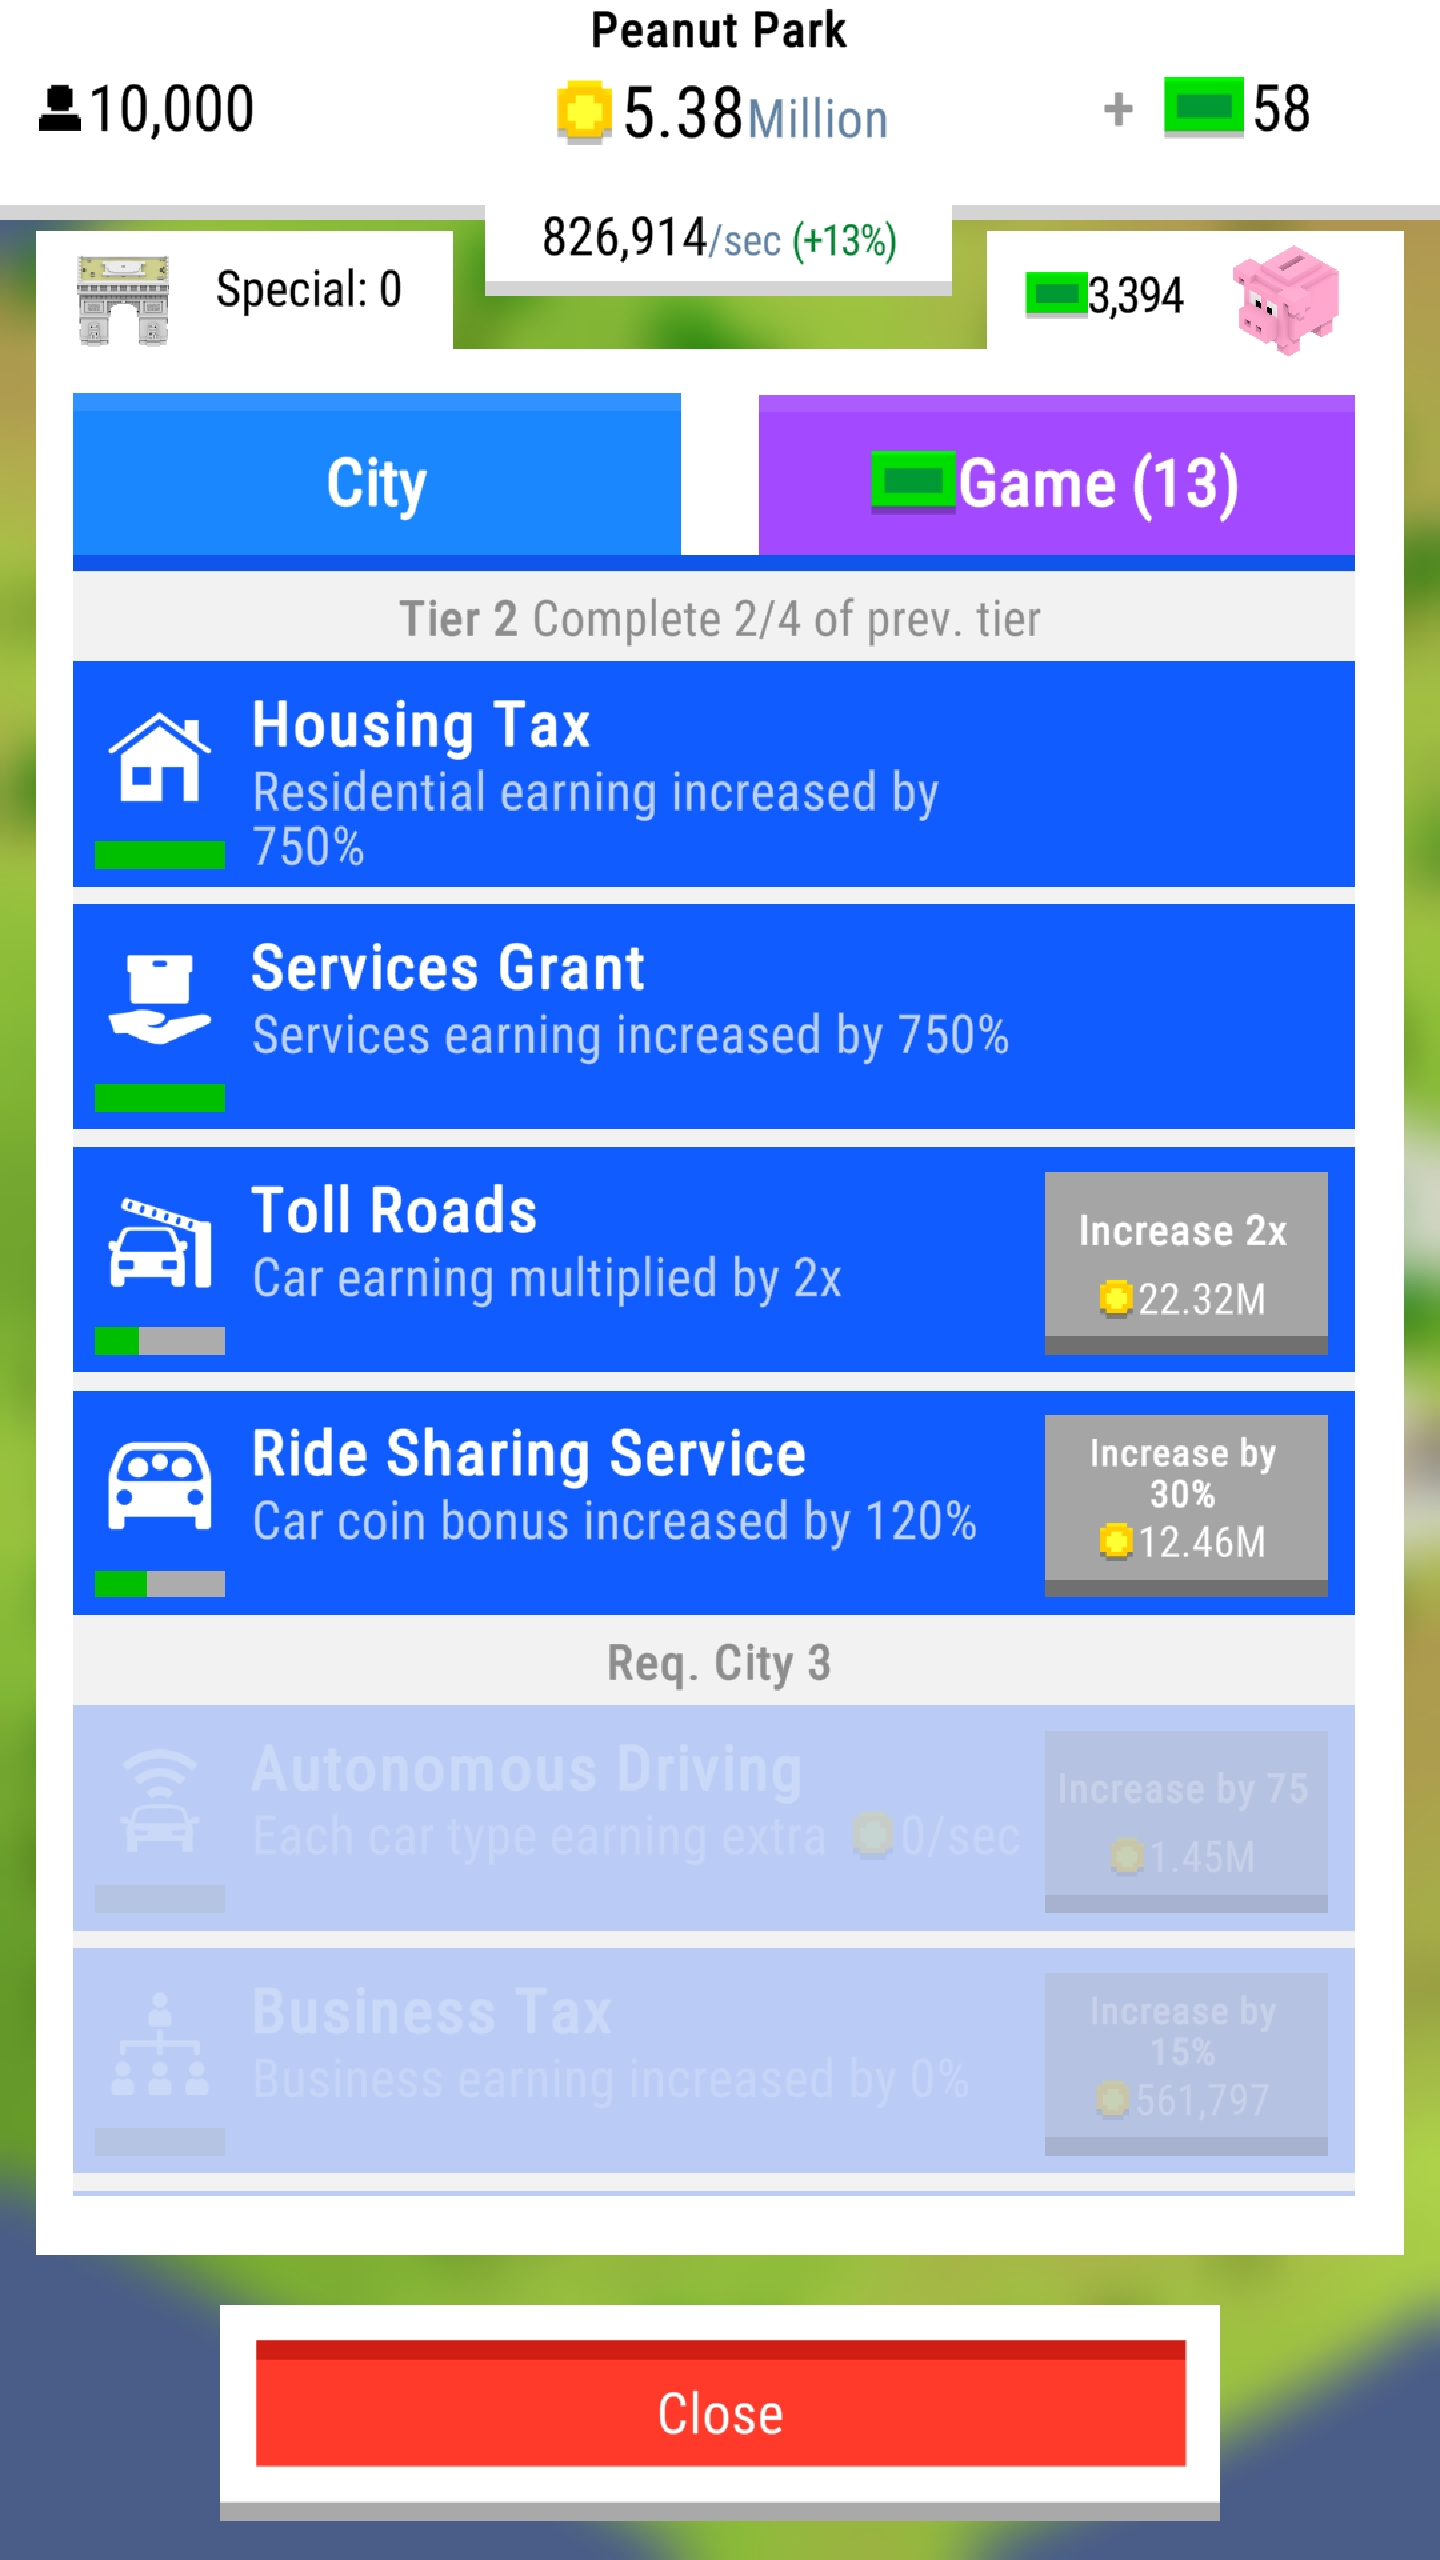 Peanut Park
10,000
5.38Million
+ 58
826,914/sec (+13%)
Special: 0
3,394
City
Game (13)
Tier 2 Complete 2/4 of prev. tier
Housing Tax
Residential earning increased by
750%
Services Grant
Services earning increased by 750%
Toll Roads
Car earning multiplied by 2x
Increase 2x
22.32M
Ride Sharing Service
Car coin bonus increased by 120%
Increase by
30%
12.46M
Req. City 3
Autonomous Driving
Each car type earning extra 0/sec
Increase by 75
1.45M
Business Tax
Business earning increased by 0%
Increase by
15%
561,797
Close